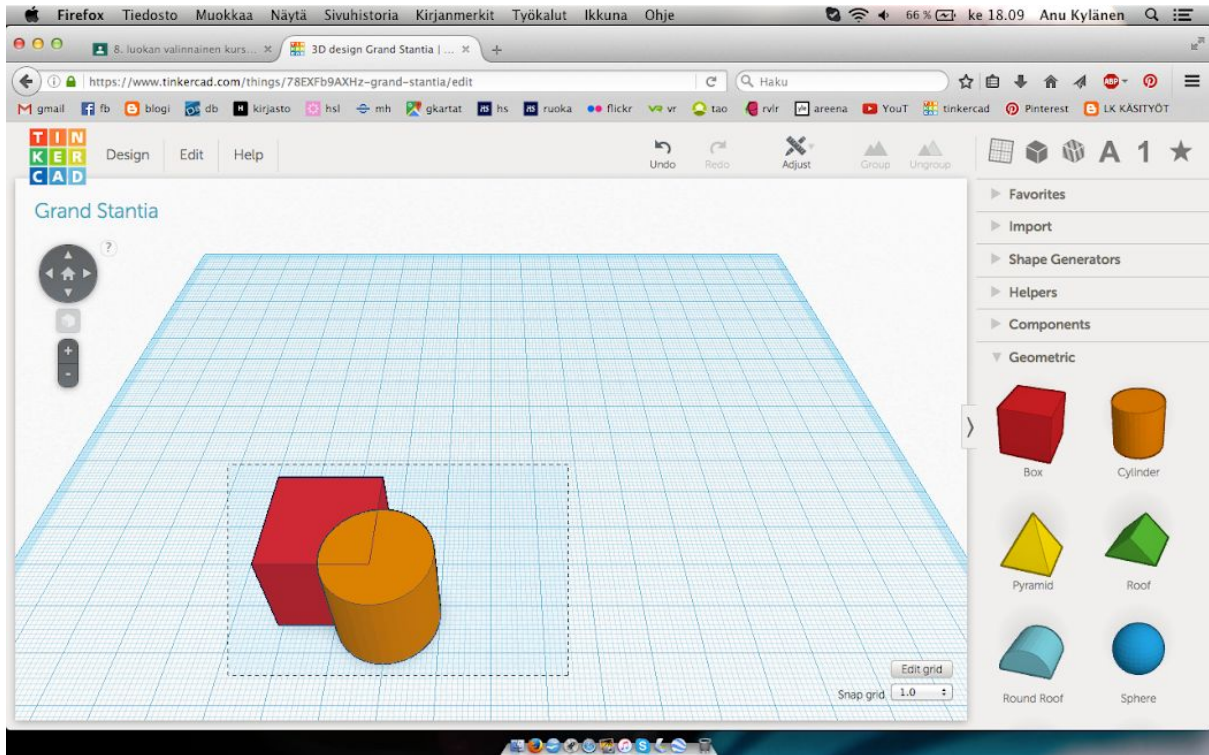 Firefox Tiedosto Muokkaa Näytä Sivuhistoria Kirjanmerkit Työkalut Ikkuna Ohje 66 % ke 18.09 Anu Kylänen
8. luokan valinnainen kurs... × 3D design Grand Stantia | ... × +
https://www.tinkercad.com/things/78EXFb9AXHz-grand-stantia/edit Haku ABP
gmail fb blogi db kirjasto hsl mh gkartat hs ruoka flickr vr tao rvlr areena YouT tinkercad Pinterest LK KÄSITYÖT
TIN
KER
CAD
Design Edit Help Undo Redo Adjust Group Ungroup A 1
Grand Stantia
?
+
-
Favorites
Import
Shape Generators
Helpers
Components
Geometric
Box Cylinder
Pyramid Roof
Round Roof Sphere
Edit grid
Snap grid 1.0